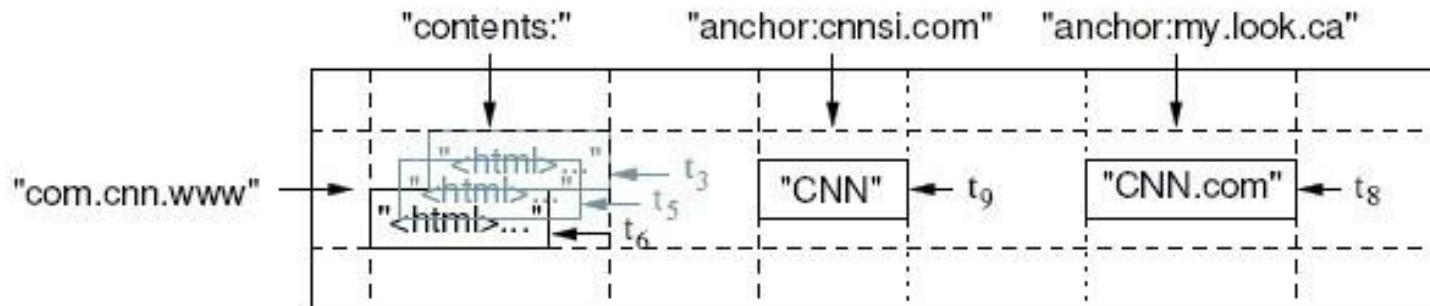 "contents:" "anchor:cnnsi.com" "anchor:my.look.ca"
"<html>..." t3
"com.cnn.www" "<html>..." t5 "CNN" t9 "CNN.com" t8
"<html>..." t6